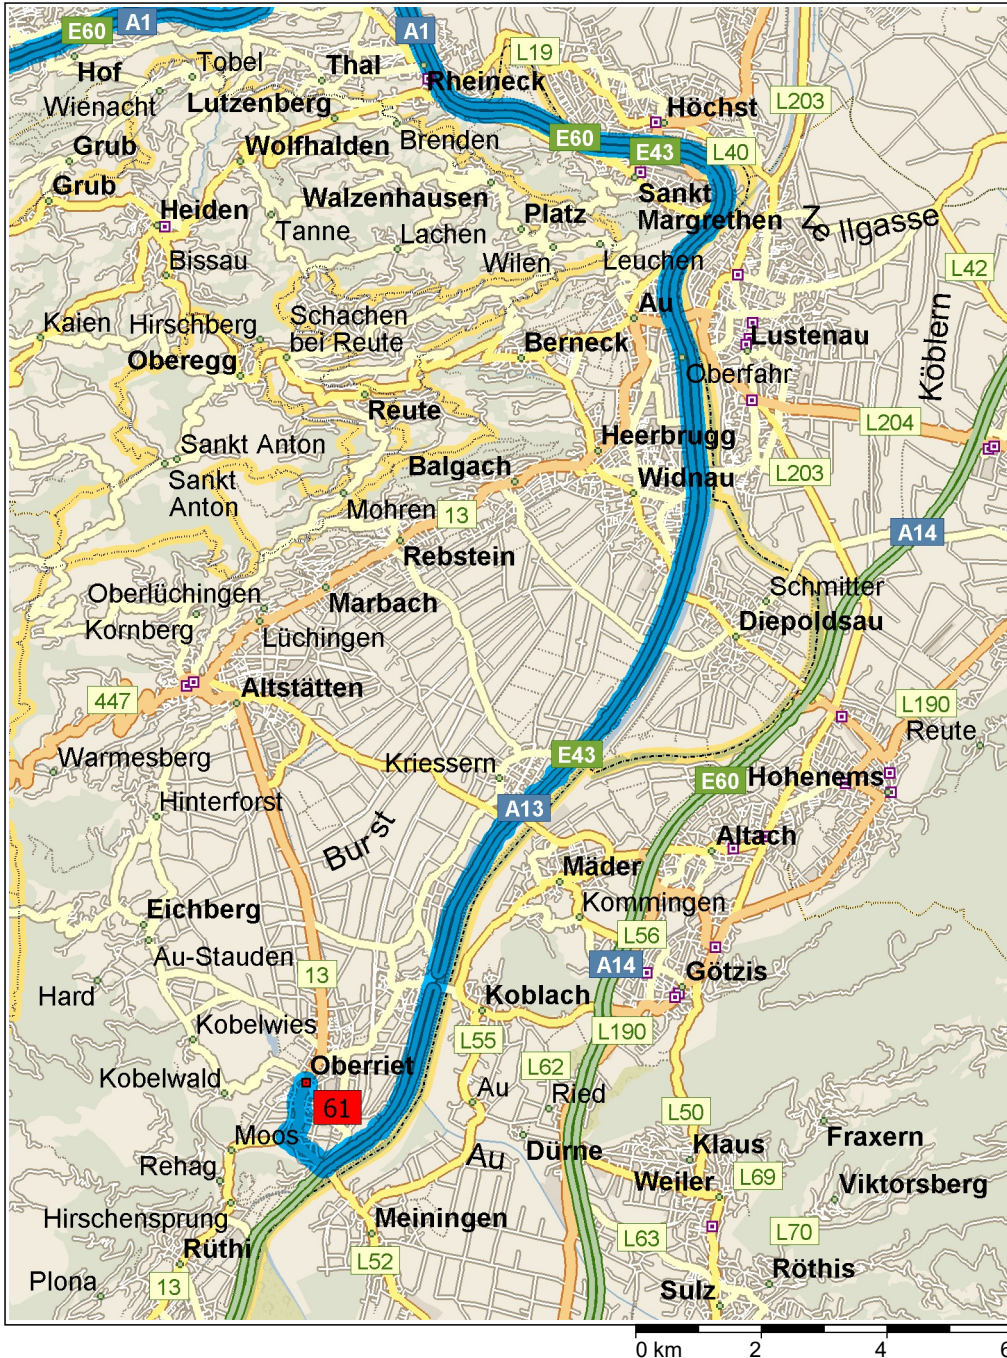 E60
A1
A1
L19
Hof
Tobel
Thal
Rheineck
Wienacht
Lutzenberg
Höchst
L203
Grub
Wolfhalden
Brenden
E60
E43
L40
Grub
Walzenhausen
Sankt
Margrethen
Heiden
Tanne
Lachen
Platz
Ze llgasse
Bissau
Wilen
Leuchen
L42
Kaien
Hirschberg
Schachen
bei Reute
Au
Lustenau
Köblern
Oberegg
Berneck
Oberfahr
Reute
L204
Sankt Anton
Heerbrugg
Balgach
Widnau
L203
Sankt
Anton
Mohren
13
A14
Rebstein
Oberlüchingen
Marbach
Schmitter
Kornberg
Lüchingen
Diepoldsau
447
Altstätten
L190
Reute
Warmesberg
Kriessern
E43
E60
Hohenems
Hinterforst
A13
Burst
Altach
Mäder
Kommingen
Eichberg
L56
Au-Stauden
13
A14
Götzis
Hard
Koblach
Kobelwies
L55
L190
Oberriet
L62
Kobelwald
61
Au
Ried
L50
Moos
Fraxern
Rehag
Au
Dürne
Klaus
Weiler
L69
Viktorsberg
Hirschensprung
Meiningen
L70
Rüthi
L63
L52
Plona
13
Sulz
Röthis
0 km 2 4 6